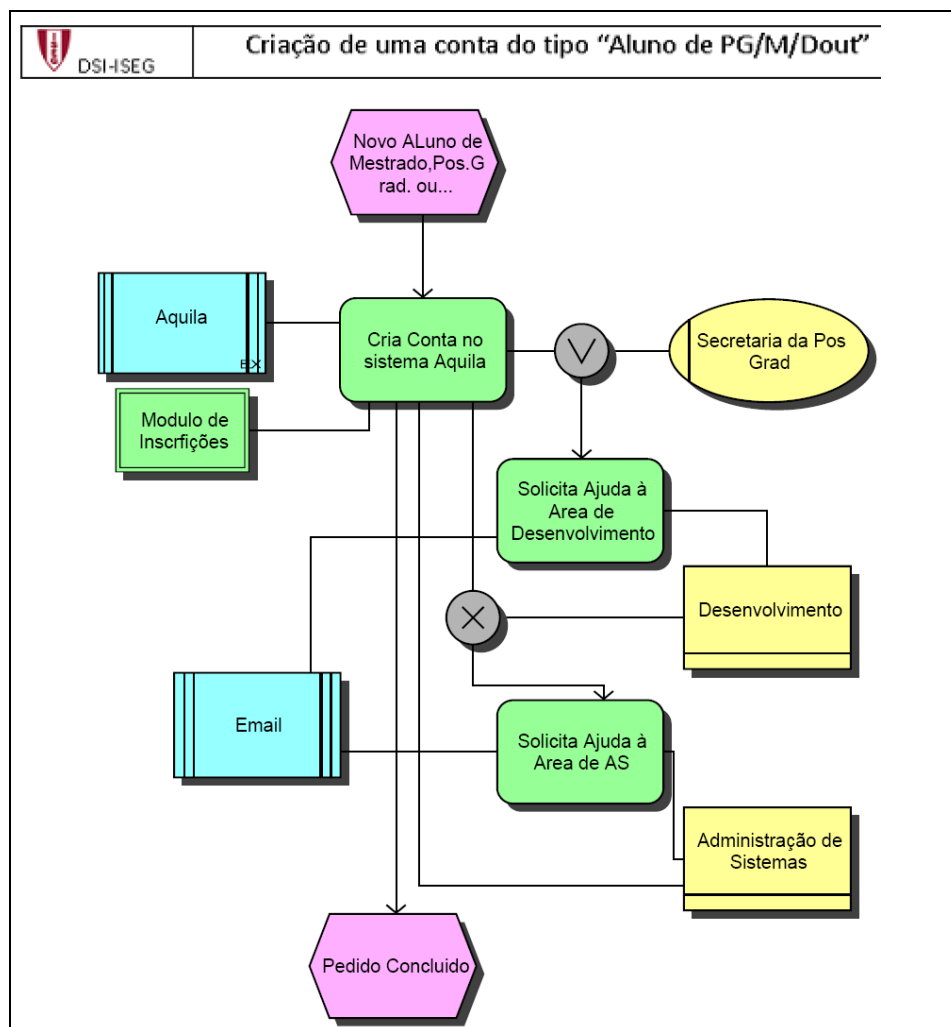 DSI-ISEG
Criação de uma conta do tipo “Aluno de PG/M/Dout”
Novo ALuno de
Mestrado,Pos.G
rad. ou...
Aquila
EX
Cria Conta no
sistema Aquila
Secretaria da Pos
Grad
Modulo de
Inscrfições
Solicita Ajuda à
Area de
Desenvolvimento
Desenvolvimento
Email
Solicita Ajuda à
Area de AS
Administração de
Sistemas
Pedido Concluido